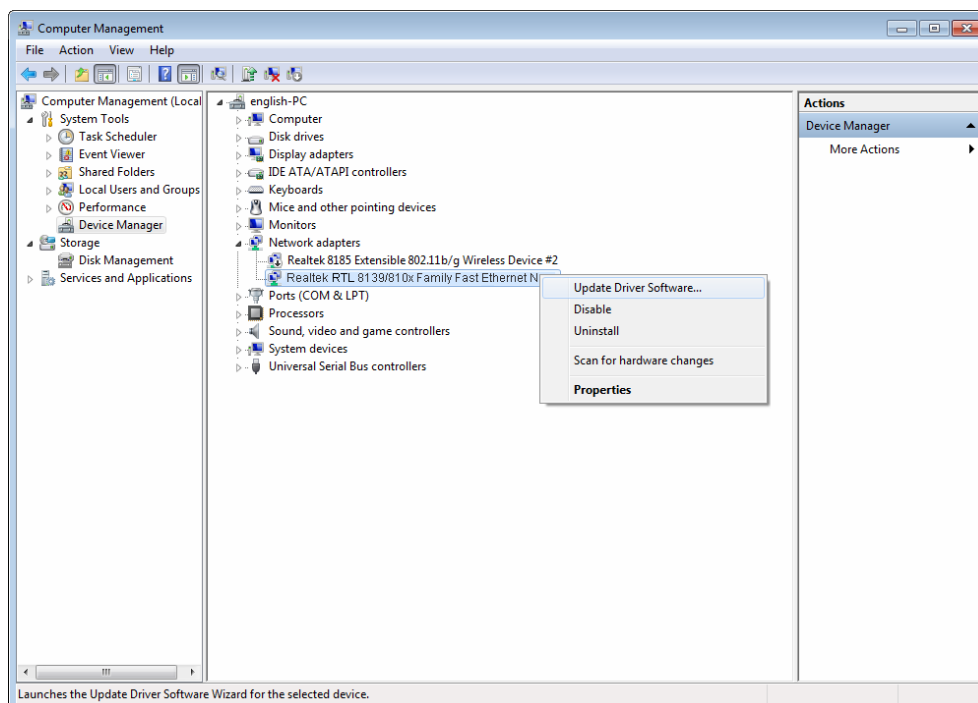 Computer Management
File Action View Help
Computer Management (Local
System Tools
Task Scheduler
Event Viewer
Shared Folders
Local Users and Groups
Performance
Device Manager
Storage
Disk Management
Services and Applications
english-PC
Computer
Disk drives
Display adapters
IDE ATA/ATAPI controllers
Keyboards
Mice and other pointing devices
Monitors
Network adapters
Realtek 8185 Extensible 802.11b/g Wireless Device #2
Realtek RTL 8139/810x Family Fast Ethernet N
Ports (COM & LPT)
Processors
Sound, video and game controllers
System devices
Universal Serial Bus controllers
Update Driver Software...
Disable
Uninstall
Scan for hardware changes
Properties
Actions
Device Manager
More Actions
Launches the Update Driver Software Wizard for the selected device.